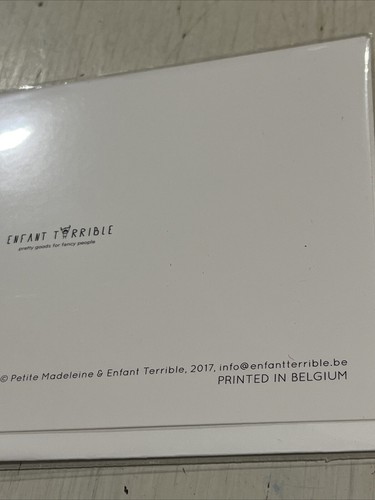 ENFANT TERRIBLE
pretty goods for fancy people
© Petite Madeleine & Enfant Terrible, 2017, info@enfantterrible.be
PRINTED IN BELGIUM